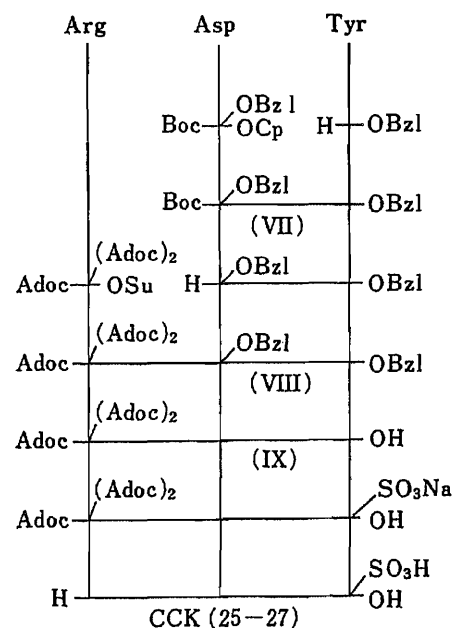 Arg Asp Tyr
OBzl
Boc OCp H OBzl
OBzl
Boc OBzl
(VII)
(Adoc)₂ OBzl
Adoc OSu H OBzl
(Adoc)₂ OBzl
Adoc OBzl
(VIII)
(Adoc)₂
Adoc OH
(IX)
(Adoc)₂ SO₃Na
Adoc OH
SO₃H
H OH
CCK (25–27)